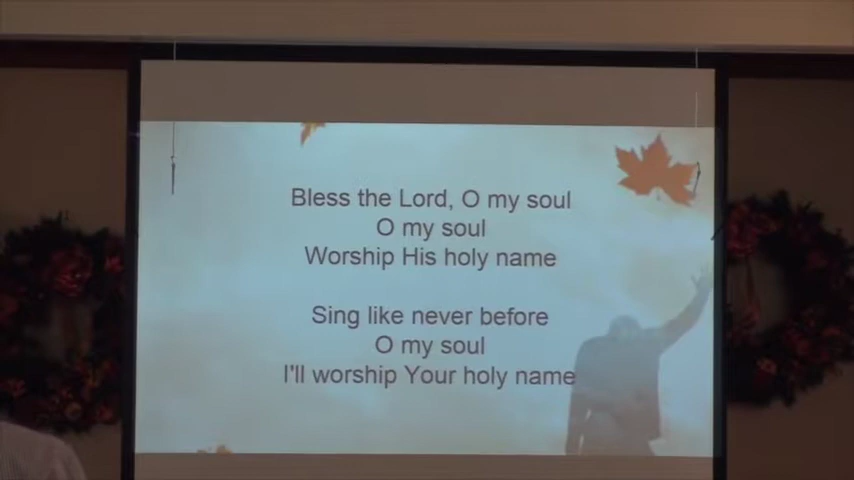 Bless the Lord, O my soul
O my soul
Worship His holy name
Sing like never before
O my soul
I'll worship Your holy name